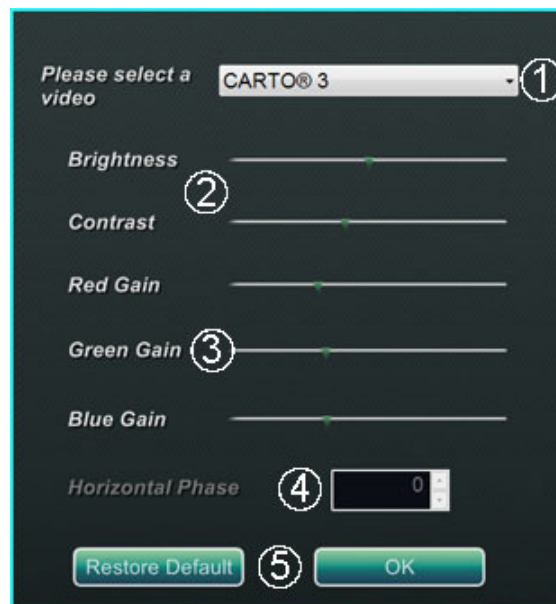 Please select a
video
CARTO® 3
①
Brightness
②
Contrast
Red Gain
Green Gain ③
Blue Gain
Horizontal Phase ④ 0
Restore Default ⑤ OK